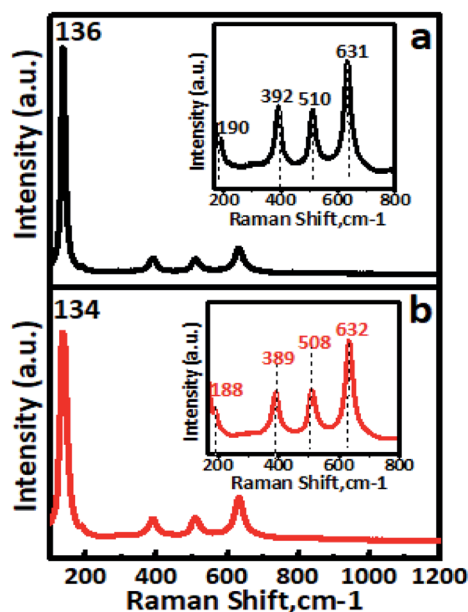 136
a
Intensity (a.u.)
Intensity (a.u.)
190
392
510
631
200 400 600 800
Raman Shift,cm-1
134
b
Intensity (a.u.)
Intensity (a.u.)
188
389
508
632
200 400 600 800
Raman Shift,cm-1
200 400 600 800 1000 1200
Raman Shift,cm-1